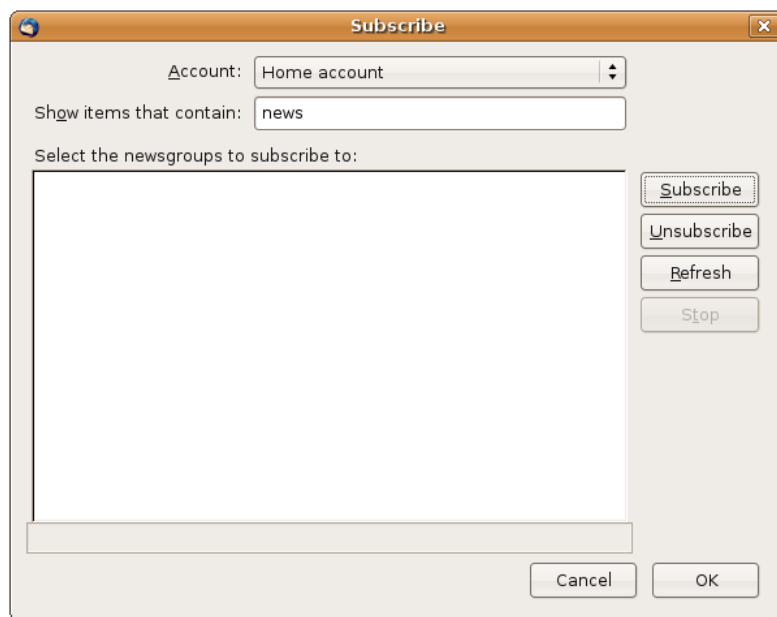 Subscribe
Account: Home account
Show items that contain: news
Select the newsgroups to subscribe to:
Subscribe
Unsubscribe
Refresh
Stop
Cancel OK